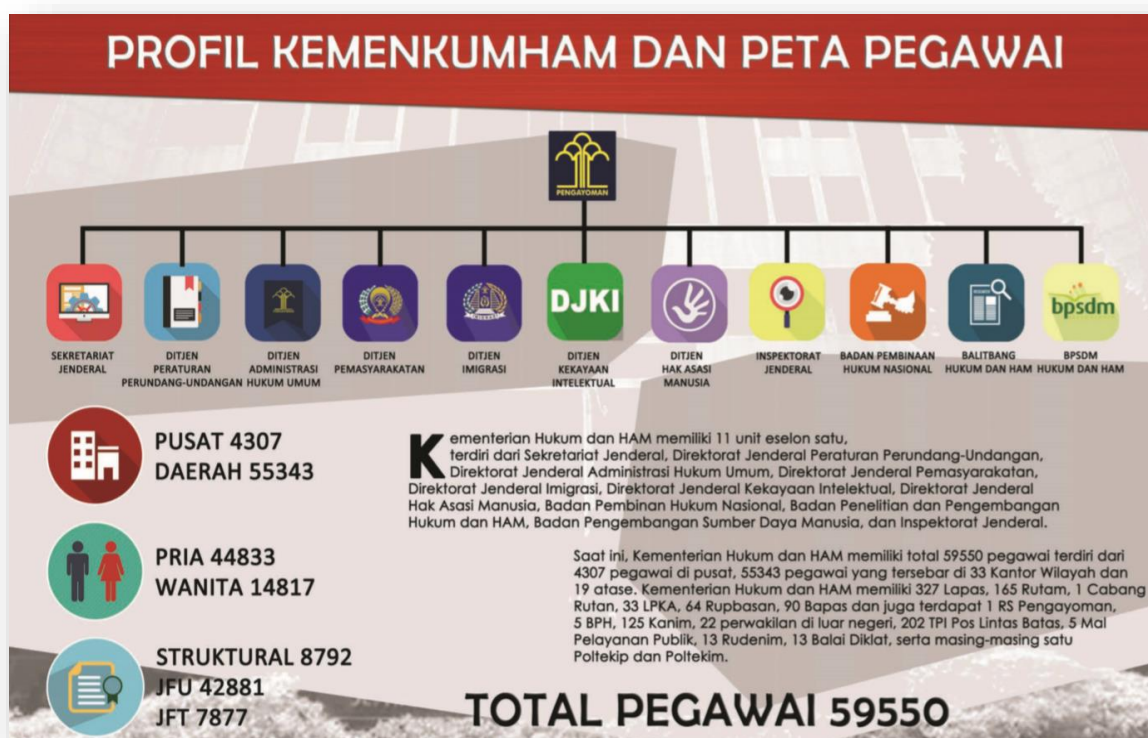 PROFIL KEMENKUMHAM DAN PETA PEGAWAI
PENGAYOMAN
SEKRETARIAT
JENDERAL
DITJEN
PERATURAN
PERUNDANG-UNDANGAN
DITJEN
ADMINISTRASI
HUKUM UMUM
DITJEN
PEMASYARAKATAN
IMIGRASI
DITJEN
IMIGRASI
DJKI
DITJEN
KEKAYAAN
INTELEKTUAL
DITJEN
HAK ASASI
MANUSIA
INSPEKTORAT
JENDERAL
BADAN PEMBINAAN
HUKUM NASIONAL
BALITBANG
HUKUM DAN HAM
bpsdm
BPSDM
HUKUM DAN HAM
PUSAT 4307
DAERAH 55343
PRIA 44833
WANITA 14817
STRUKTURAL 8792
JFU 42881
JFT 7877
Kementerian Hukum dan HAM memiliki 11 unit eselon satu,
terdiri dari Sekretariat Jenderal, Direktorat Jenderal Peraturan Perundang-Undangan,
Direktorat Jenderal Administrasi Hukum Umum, Direktorat Jenderal Pemasyarakatan,
Direktorat Jenderal Imigrasi, Direktorat Jenderal Kekayaan Intelektual, Direktorat Jenderal
Hak Asasi Manusia, Badan Pembinan Hukum Nasional, Badan Penelitian dan Pengembangan
Hukum dan HAM, Badan Pengembangan Sumber Daya Manusia, dan Inspektorat Jenderal.
Saat ini, Kementerian Hukum dan HAM memiliki total 59550 pegawai terdiri dari
4307 pegawai di pusat, 55343 pegawai yang tersebar di 33 Kantor Wilayah dan
19 atase. Kementerian Hukum dan HAM memiliki 327 Lapas, 165 Rutam, 1 Cabang
Rutan, 33 LPKA, 64 Rupbasan, 90 Bapas dan juga terdapat 1 RS Pengayoman,
5 BPH, 125 Kanim, 22 perwakilan di luar negeri, 202 TPI Pos Lintas Batas, 5 Mal
Pelayanan Publik, 13 Rudenim, 13 Balai Diklat, serta masing-masing satu
Poltekip dan Poltekim.
TOTAL PEGAWAI 59550